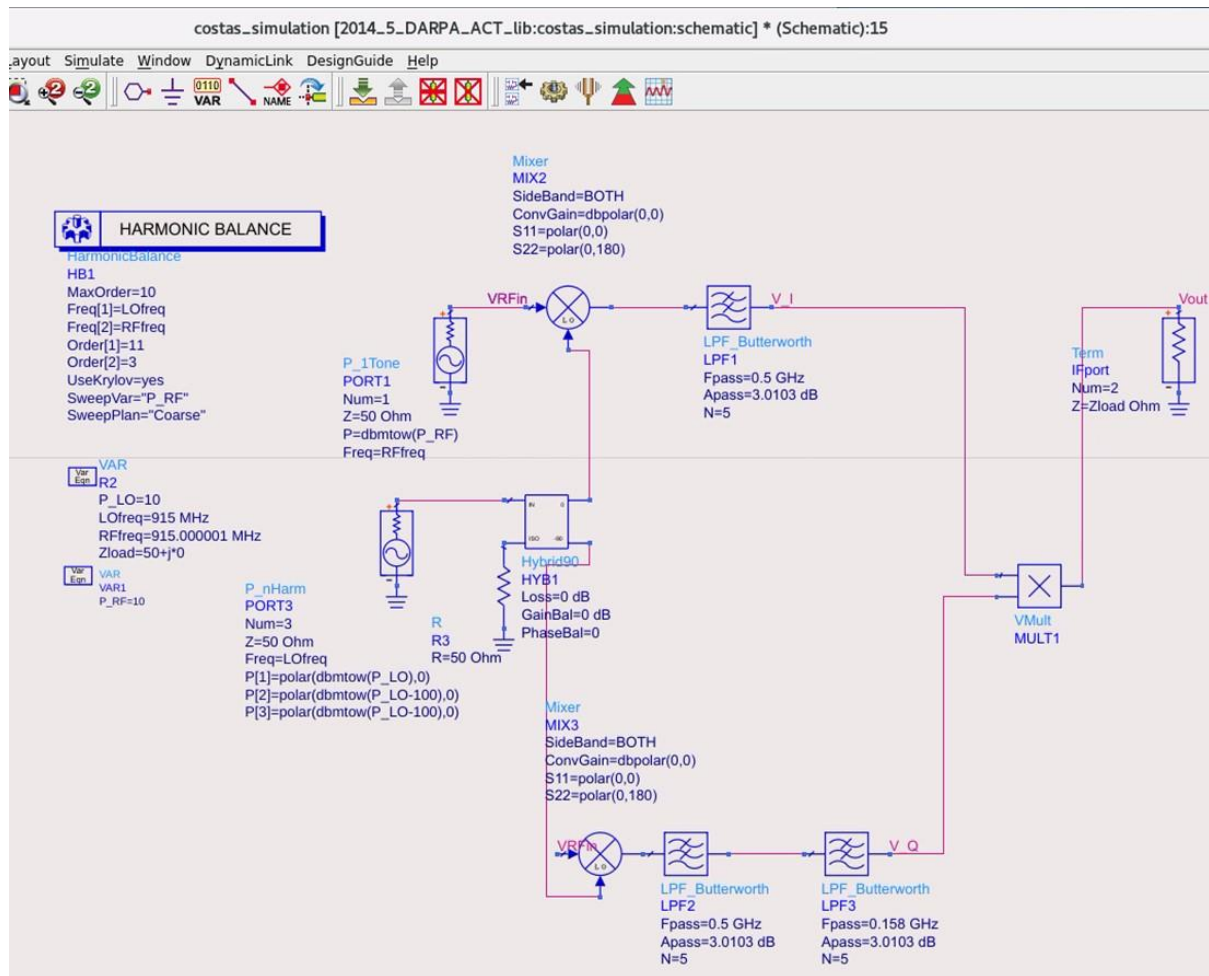 costas_simulation [2014_5_DARPA_ACT_lib:costas_simulation:schematic] * (Schematic):15
ayout Simulate Window DynamicLink DesignGuide Help
0110
VAR
NAME
HARMONIC BALANCE
HarmonicBalance
HB1
MaxOrder=10
Freq[1]=LOfreq
Freq[2]=RFfreq
Order[1]=11
Order[2]=3
UseKrylov=yes
SweepVar="P_RF"
SweepPlan="Coarse"
Var
Eqn
VAR
R2
P_LO=10
LOfreq=915 MHz
RFfreq=915.000001 MHz
Zload=50+j*0
Var
Eqn
VAR
VAR1
P_RF=10
Mixer
MIX2
SideBand=BOTH
ConvGain=dbpolar(0,0)
S11=polar(0,0)
S22=polar(0,180)
VRFin
LO
P_1Tone
PORT1
Num=1
Z=50 Ohm
P=dbmtow(P_RF)
Freq=RFfreq
LPF_Butterworth
LPF1
Fpass=0.5 GHz
Apass=3.0103 dB
N=5
V_I
Vout
Term
IFport
Num=2
Z=Zload Ohm
P_nHarm
PORT3
Num=3
Z=50 Ohm
Freq=LOfreq
P[1]=polar(dbmtow(P_LO),0)
P[2]=polar(dbmtow(P_LO-100),0)
P[3]=polar(dbmtow(P_LO-100),0)
R
R3
R=50 Ohm
IN
0
ISO
-90
Hybrid90
HYB1
Loss=0 dB
GainBal=0 dB
PhaseBal=0
VMult
MULT1
Mixer
MIX3
SideBand=BOTH
ConvGain=dbpolar(0,0)
S11=polar(0,0)
S22=polar(0,180)
VRFin
LO
LPF_Butterworth
LPF2
Fpass=0.5 GHz
Apass=3.0103 dB
N=5
V_Q
LPF_Butterworth
LPF3
Fpass=0.158 GHz
Apass=3.0103 dB
N=5